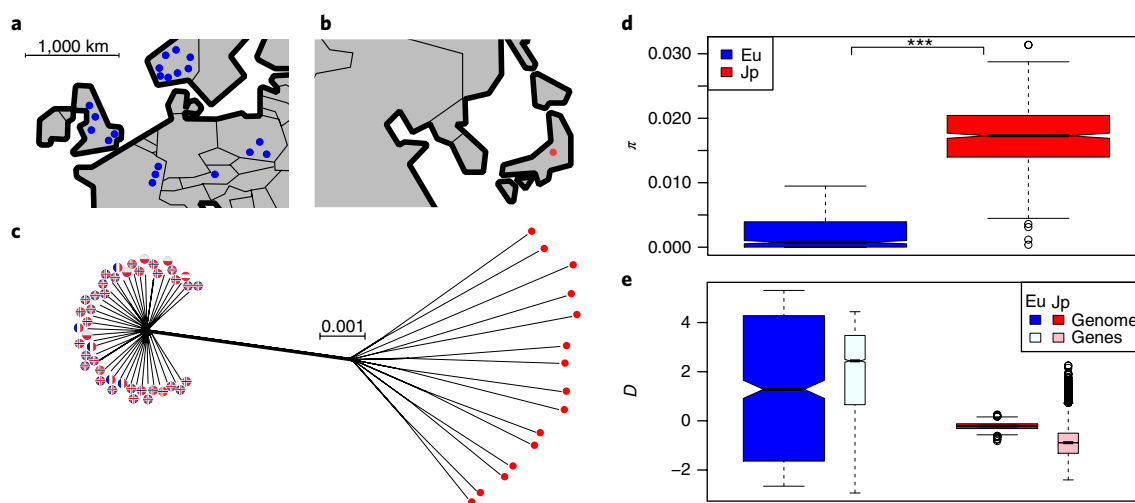 a
1,000 km
b
c
0.001
d
Eu
Jp
***
0.030
0.020
0.010
0.000
π
e
Eu Jp
Genome
Genes
4
2
0
−2
D